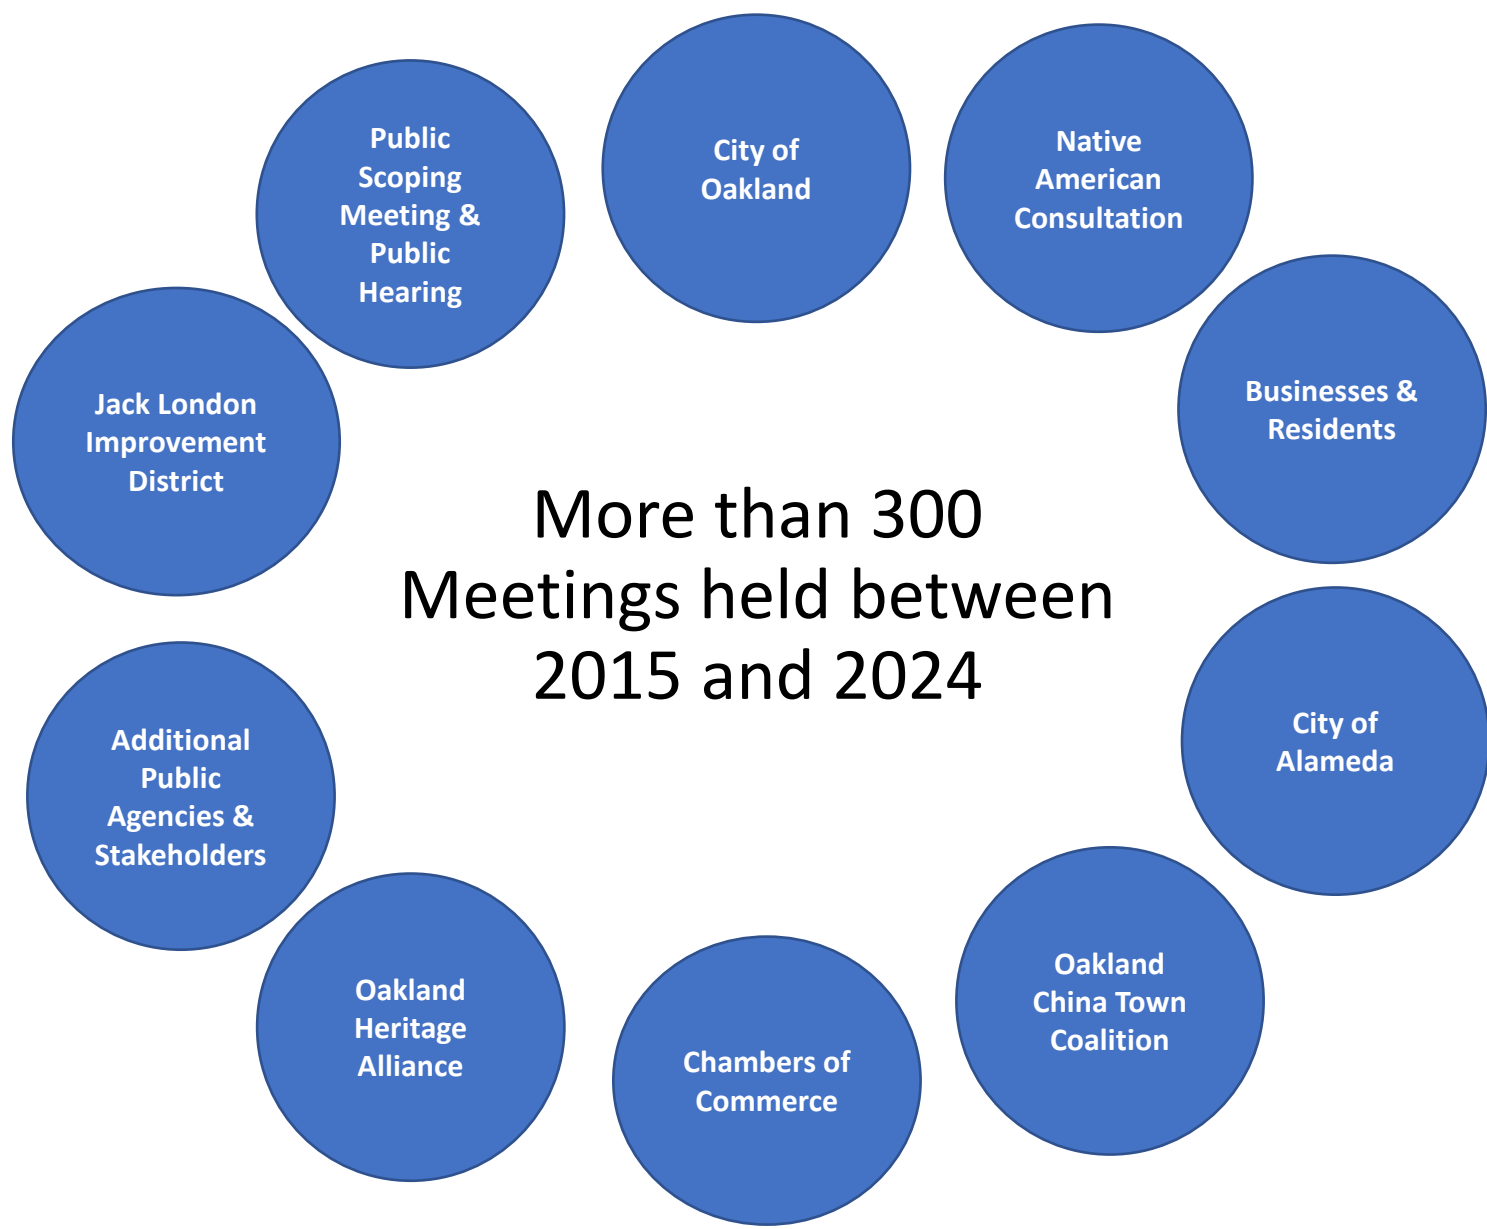 Public
Scoping
Meeting &
Public
Hearing
City of
Oakland
Native
American
Consultation
Businesses &
Residents
Jack London
Improvement
District
More than 300
Meetings held between
2015 and 2024
City of
Alameda
Additional
Public
Agencies &
Stakeholders
Oakland
China Town
Coalition
Oakland
Heritage
Alliance
Chambers of
Commerce